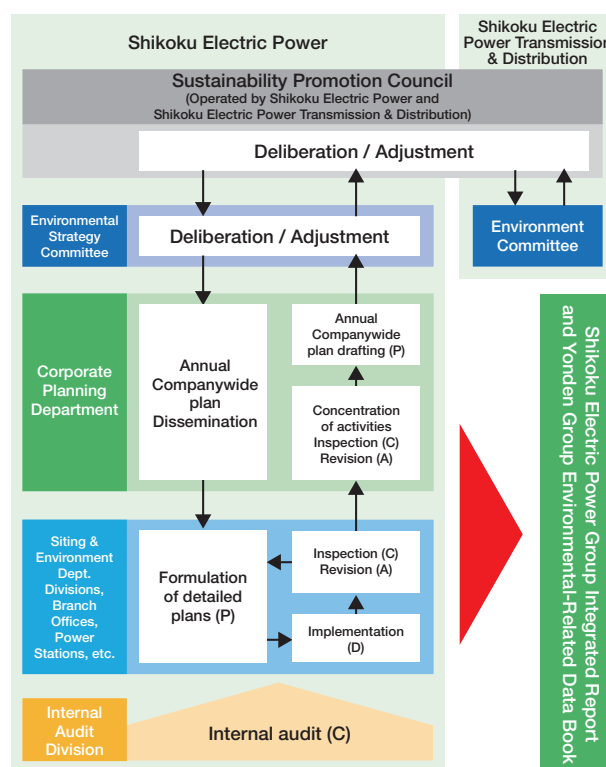 Shikoku Electric Power
Shikoku Electric
Power Transmission
& Distribution
Sustainability Promotion Council
(Operated by Shikoku Electric Power and
Shikoku Electric Power Transmission & Distribution)
Deliberation / Adjustment
Environmental
Strategy
Committee
Deliberation / Adjustment
Environment
Committee
Corporate
Planning
Department
Annual
Companywide
plan
Dissemination
Annual
Companywide
plan drafting (P)
Concentration
of activities
Inspection (C)
Revision (A)
Siting &
Environment
Dept.
Divisions,
Branch
Offices,
Power
Stations, etc.
Formulation
of detailed
plans (P)
Inspection (C)
Revision (A)
Implementation
(D)
Internal
Audit
Division
Internal audit (C)
Shikoku Electric Power Group Integrated Report
and Yonden Group Environmental-Related Data Book